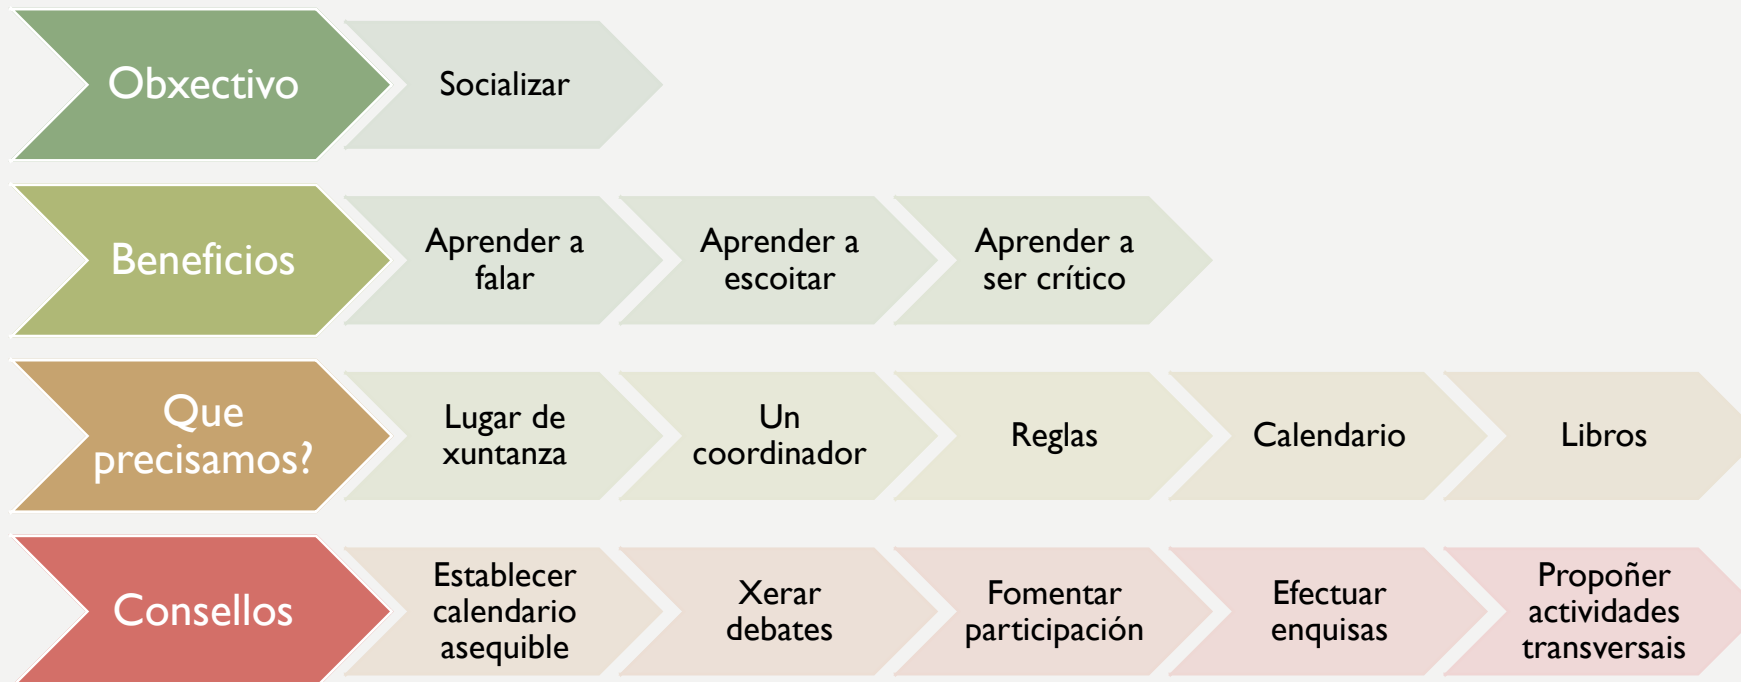 Obxectivo
Socializar
Beneficios
Aprender a
falar
Aprender a
escoitar
Aprender a
ser crítico
Que
precisamos?
Lugar de
xuntanza
Un
coordinador
Reglas
Calendario
Libros
Consellos
Establecer
calendario
asequible
Xerar
debates
Fomentar
participación
Efectuar
enquisas
Propoñer
actividades
transversais